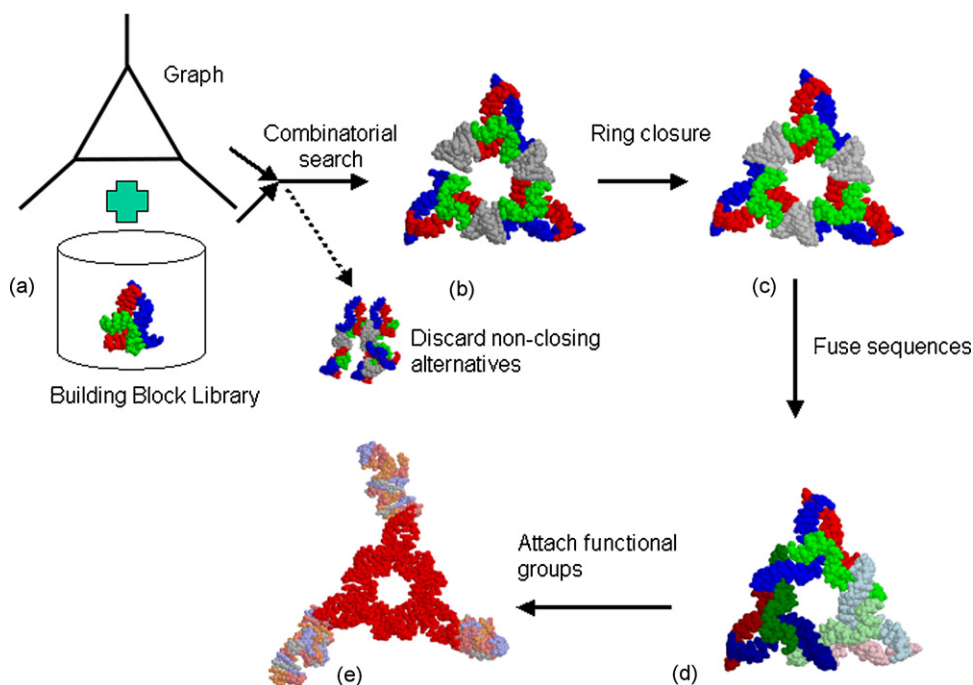 Graph
Combinatorial
search
Ring closure
(a)
(b)
(c)
Discard non-closing
alternatives
Building Block Library
Fuse sequences
Attach functional
groups
(e)
(d)